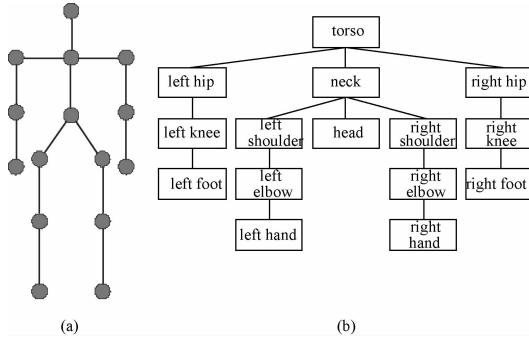 torso
left hip
neck
right hip
left knee
left
shoulder
head
right
shoulder
right
knee
left foot
left
elbow
right
elbow
right foot
left hand
right
hand
(a)
(b)